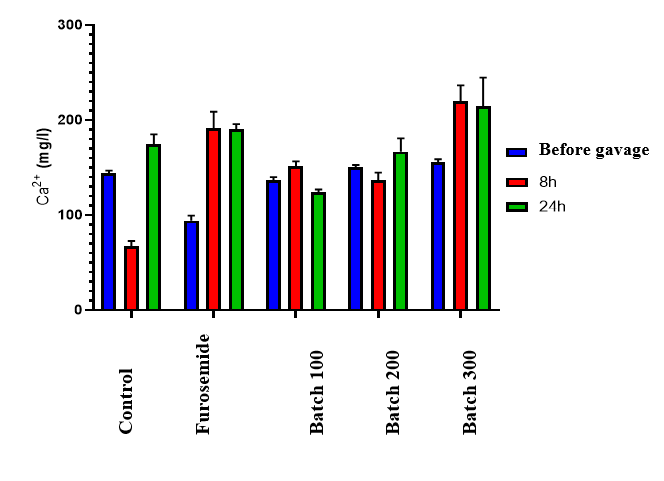 300
200
100
0
Ca2+ (mg/l)
Before gavage
8h
24h
Control
Furosemide
Batch 100
Batch 200
Batch 300